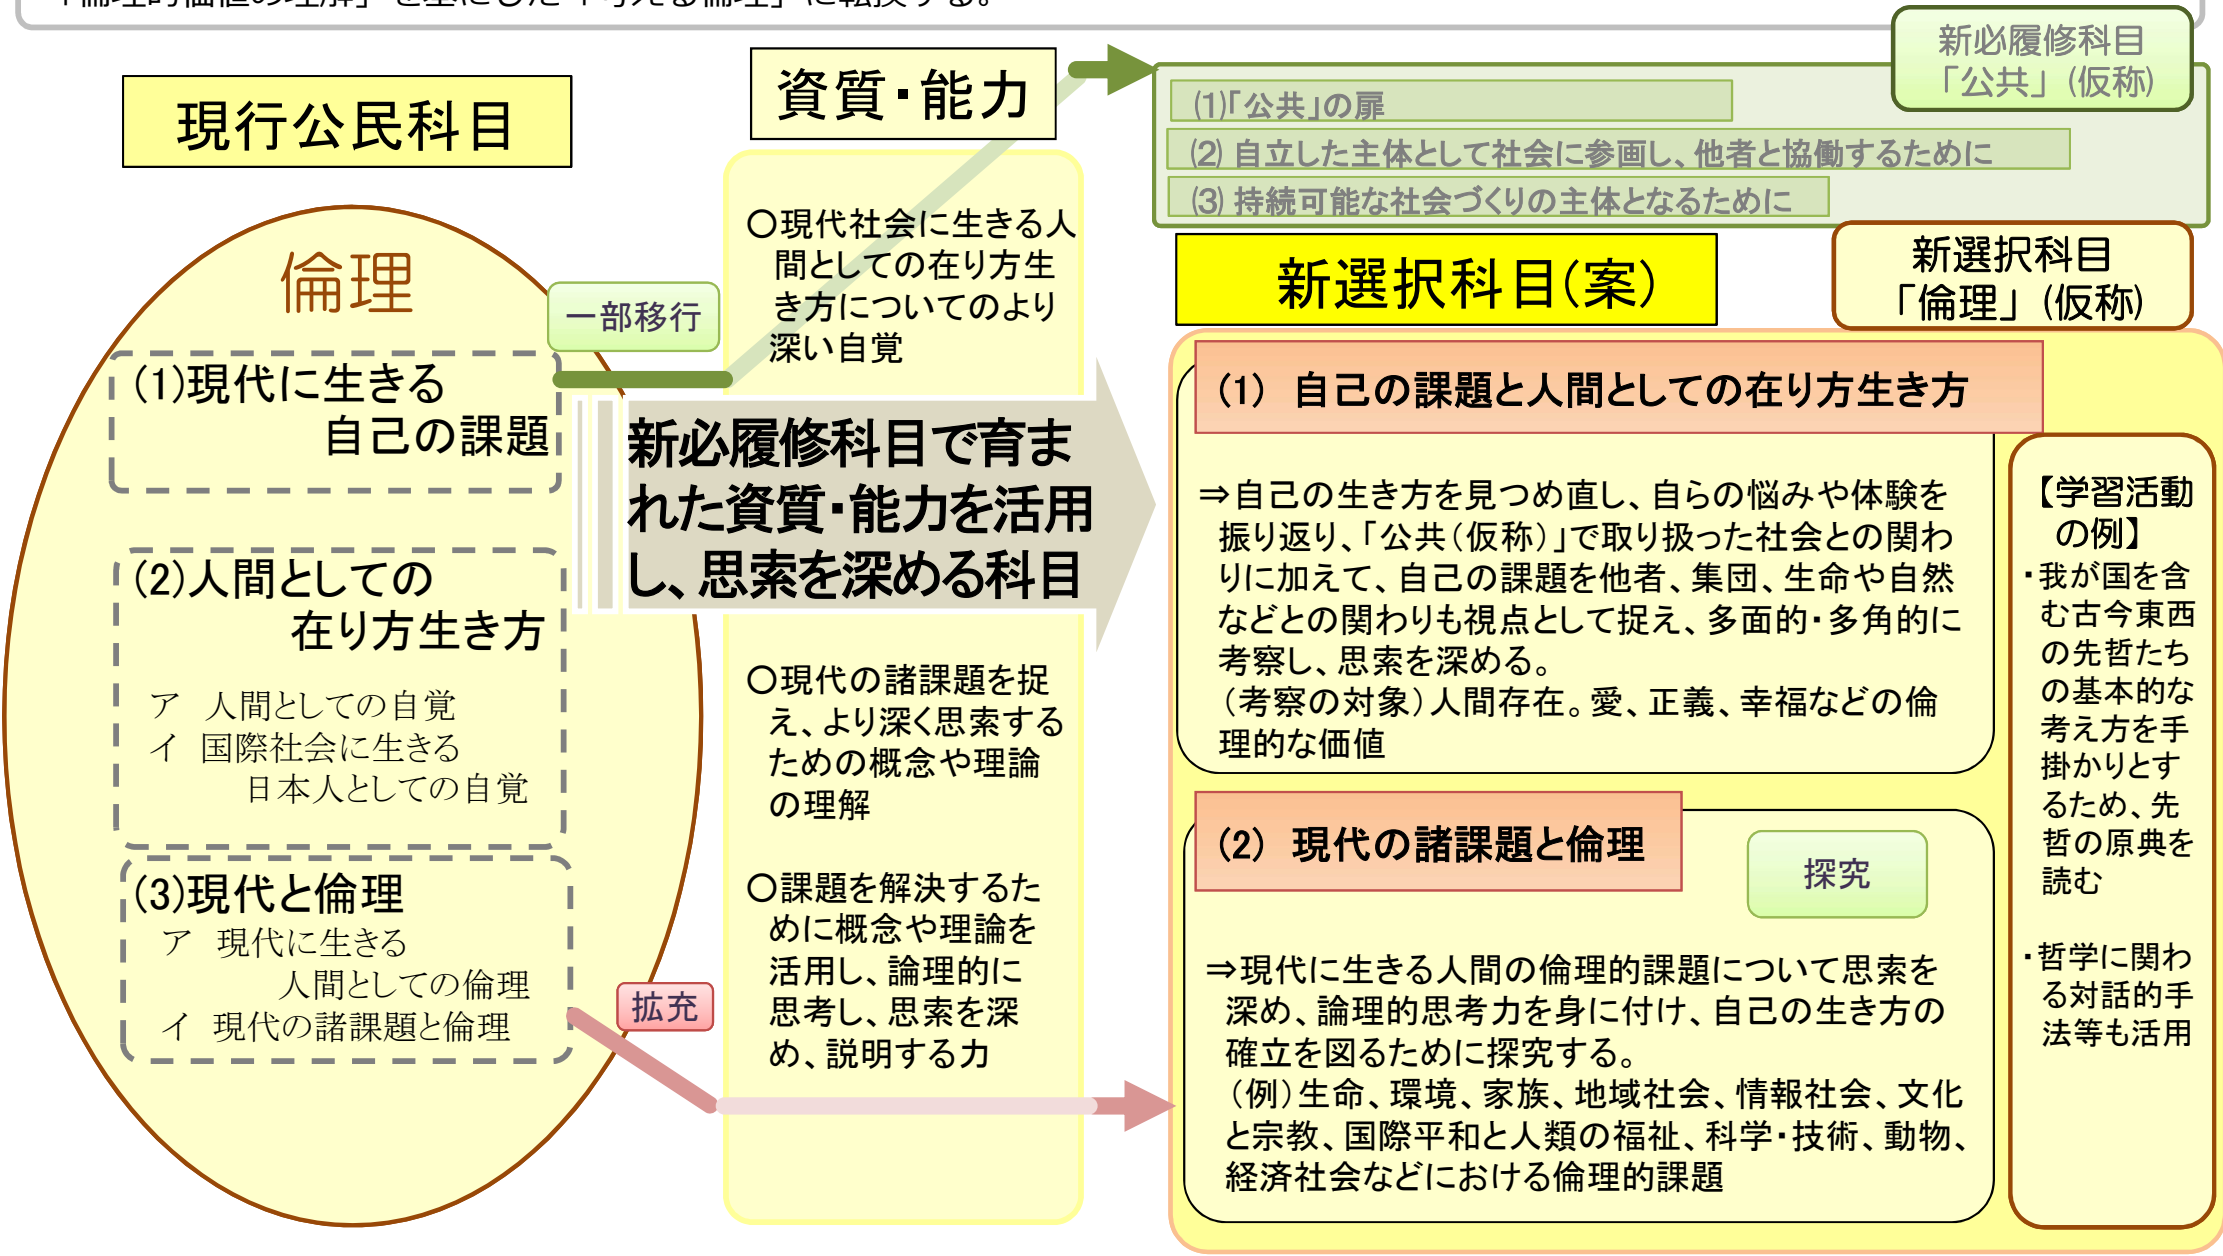 「倫理的価値の理解」を基にした「考える倫理」に転換する。
現行公民科目
倫理
(1)現代に生きる
自己の課題
(2)人間としての
在り方生き方
ア 人間としての自覚
イ 国際社会に生きる
日本人としての自覚
(3)現代と倫理
ア 現代に生きる
人間としての倫理
イ 現代の諸課題と倫理
一部移行
拡充
資質・能力
○現代社会に生きる人
間としての在り方生
き方についてのより
深い自覚
新必履修科目で育ま
れた資質・能力を活用
し、思索を深める科目
○現代の諸課題を捉
え、より深く思索する
ための概念や理論
の理解
○課題を解決するた
めに概念や理論を
活用し、論理的に
思考し、思索を深
め、説明する力
新必履修科目
「公共」(仮称)
(1)「公共」の扉
(2) 自立した主体として社会に参画し、他者と協働するために
(3) 持続可能な社会づくりの主体となるために
新選択科目(案)
新選択科目
「倫理」(仮称)
(1) 自己の課題と人間としての在り方生き方
⇒自己の生き方を見つめ直し、自らの悩みや体験を
振り返り、「公共(仮称)」で取り扱った社会との関わ
りに加えて、自己の課題を他者、集団、生命や自然
などとの関わりも視点として捉え、多面的・多角的に
考察し、思索を深める。
(考察の対象)人間存在。愛、正義、幸福などの倫
理的な価値
(2) 現代の諸課題と倫理
探究
⇒現代に生きる人間の倫理的課題について思索を
深め、論理的思考力を身に付け、自己の生き方の
確立を図るために探究する。
(例)生命、環境、家族、地域社会、情報社会、文化
と宗教、国際平和と人類の福祉、科学・技術、動物、
経済社会などにおける倫理的課題
【学習活動
の例】
・我が国を含
む古今東西
の先哲たち
の基本的な
考え方を手
掛かりとす
るため、先
哲の原典を
読む
・哲学に関わ
る対話的手
法等も活用